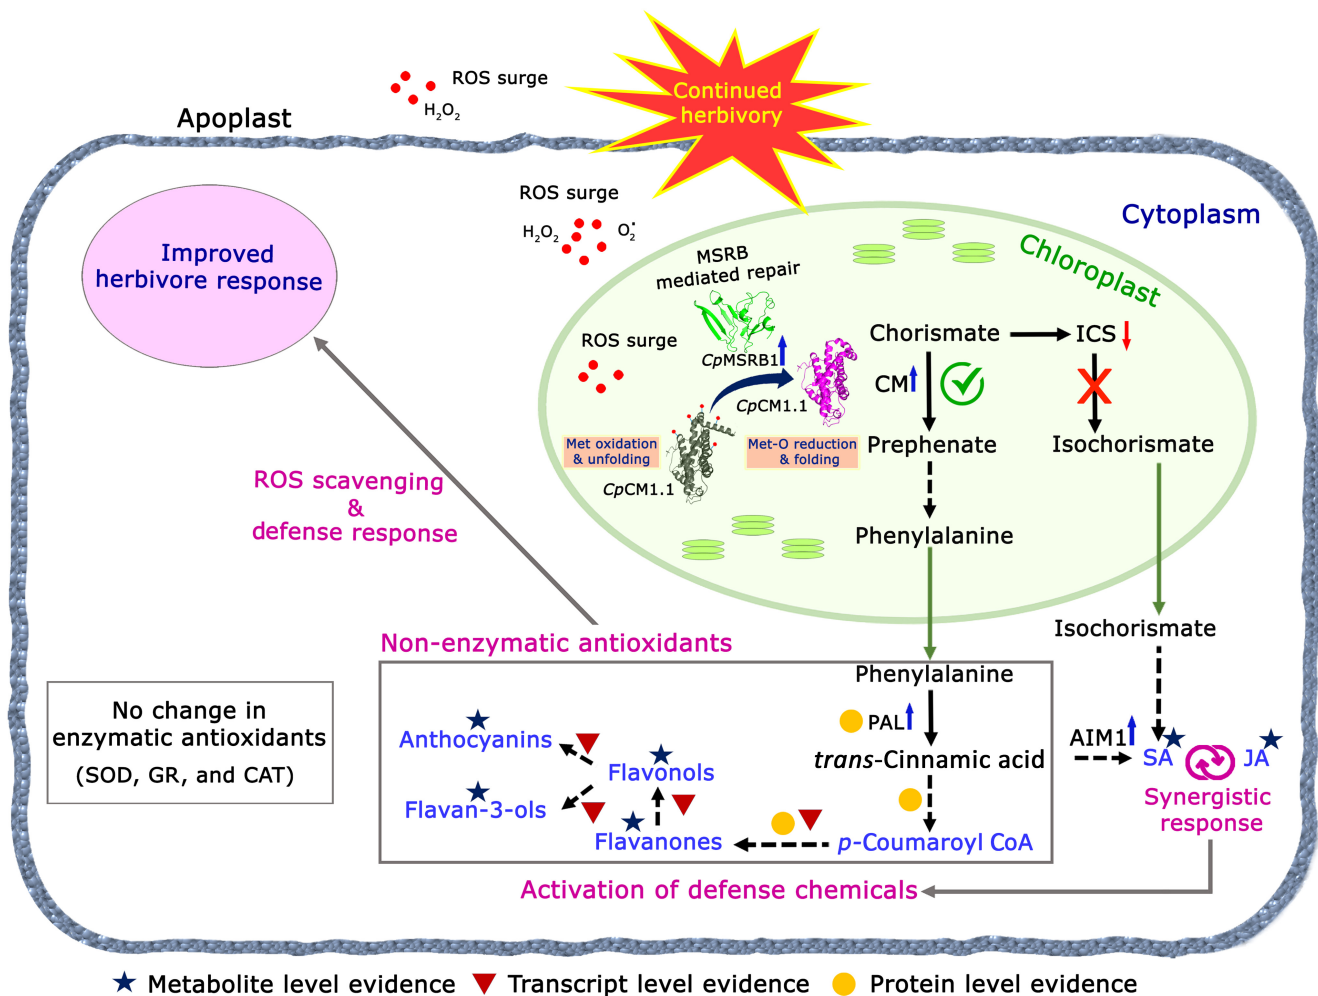 ROS surge
H₂O₂
Continued
herbivory
Apoplast
ROS surge
H₂O₂
O₂•
Cytoplasm
Chloroplast
Improved
herbivore response
MSRB
mediated repair
ROS surge
CpMSRB1
CpCM1.1
Met oxidation
& unfolding
CpCM1.1
Met-O reduction
& folding
Chorismate
ICS
CM
Prephenate
Isochorismate
Phenylalanine
ROS scavenging
&
defense response
Isochorismate
Non-enzymatic antioxidants
Phenylalanine
PAL
trans-Cinnamic acid
p-Coumaroyl CoA
Anthocyanins
Flavonols
Flavan-3-ols
Flavanones
No change in
enzymatic antioxidants
(SOD, GR, and CAT)
AIM1
SA
JA
Synergistic
response
Activation of defense chemicals
Metabolite level evidence
Transcript level evidence
Protein level evidence